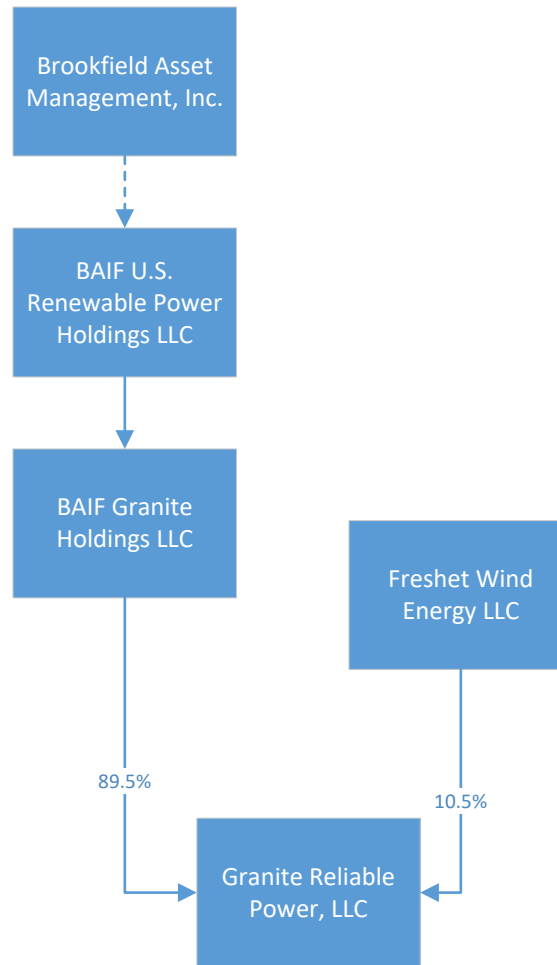 Brookfield Asset
Management, Inc.
BAIF U.S.
Renewable Power
Holdings LLC
BAIF Granite
Holdings LLC
Freshet Wind
Energy LLC
89.5%
10.5%
Granite Reliable
Power, LLC